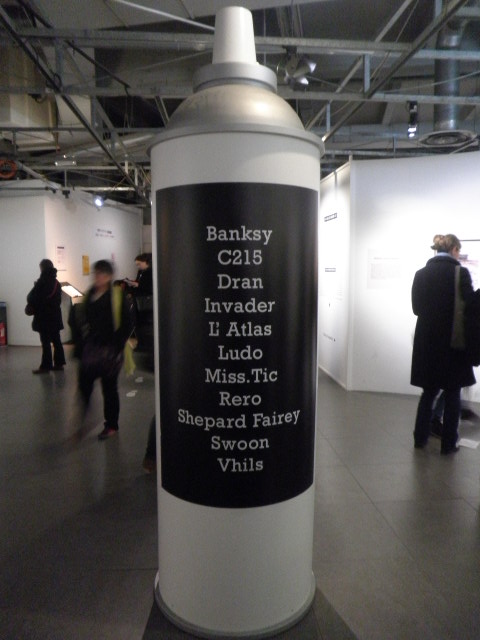 Banksy
C215
Dran
Invader
L' Atlas
Ludo
Miss.Tic
Rero
Shepard Fairey
Swoon
Vhils